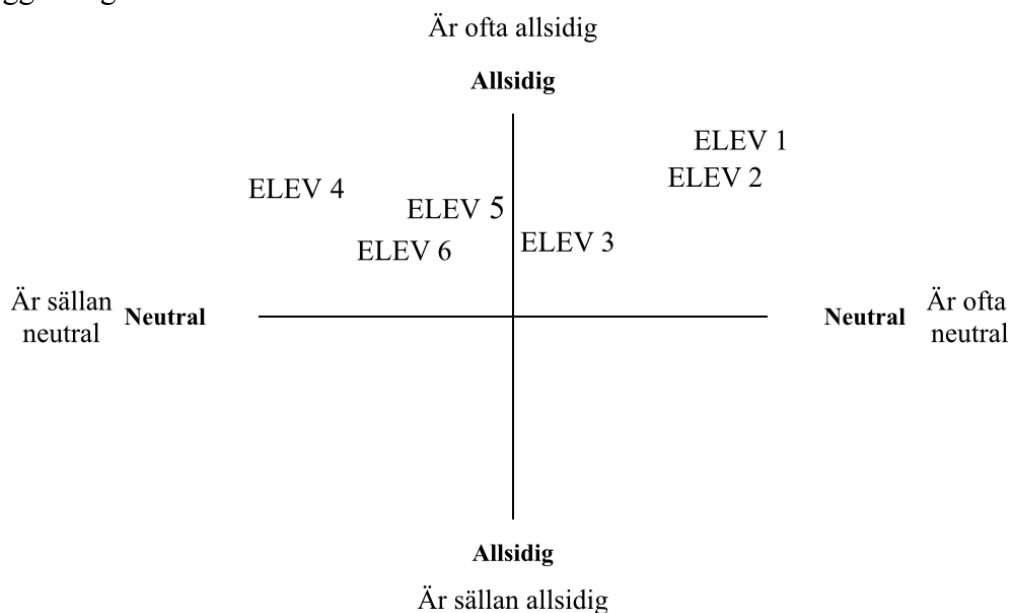 Är ofta allsidig
Allsidig
ELEV 1
ELEV 2
ELEV 4
ELEV 5
ELEV 3
ELEV 6
Är sällan
neutral
Neutral
Neutral
Är ofta
neutral
Allsidig
Är sällan allsidig